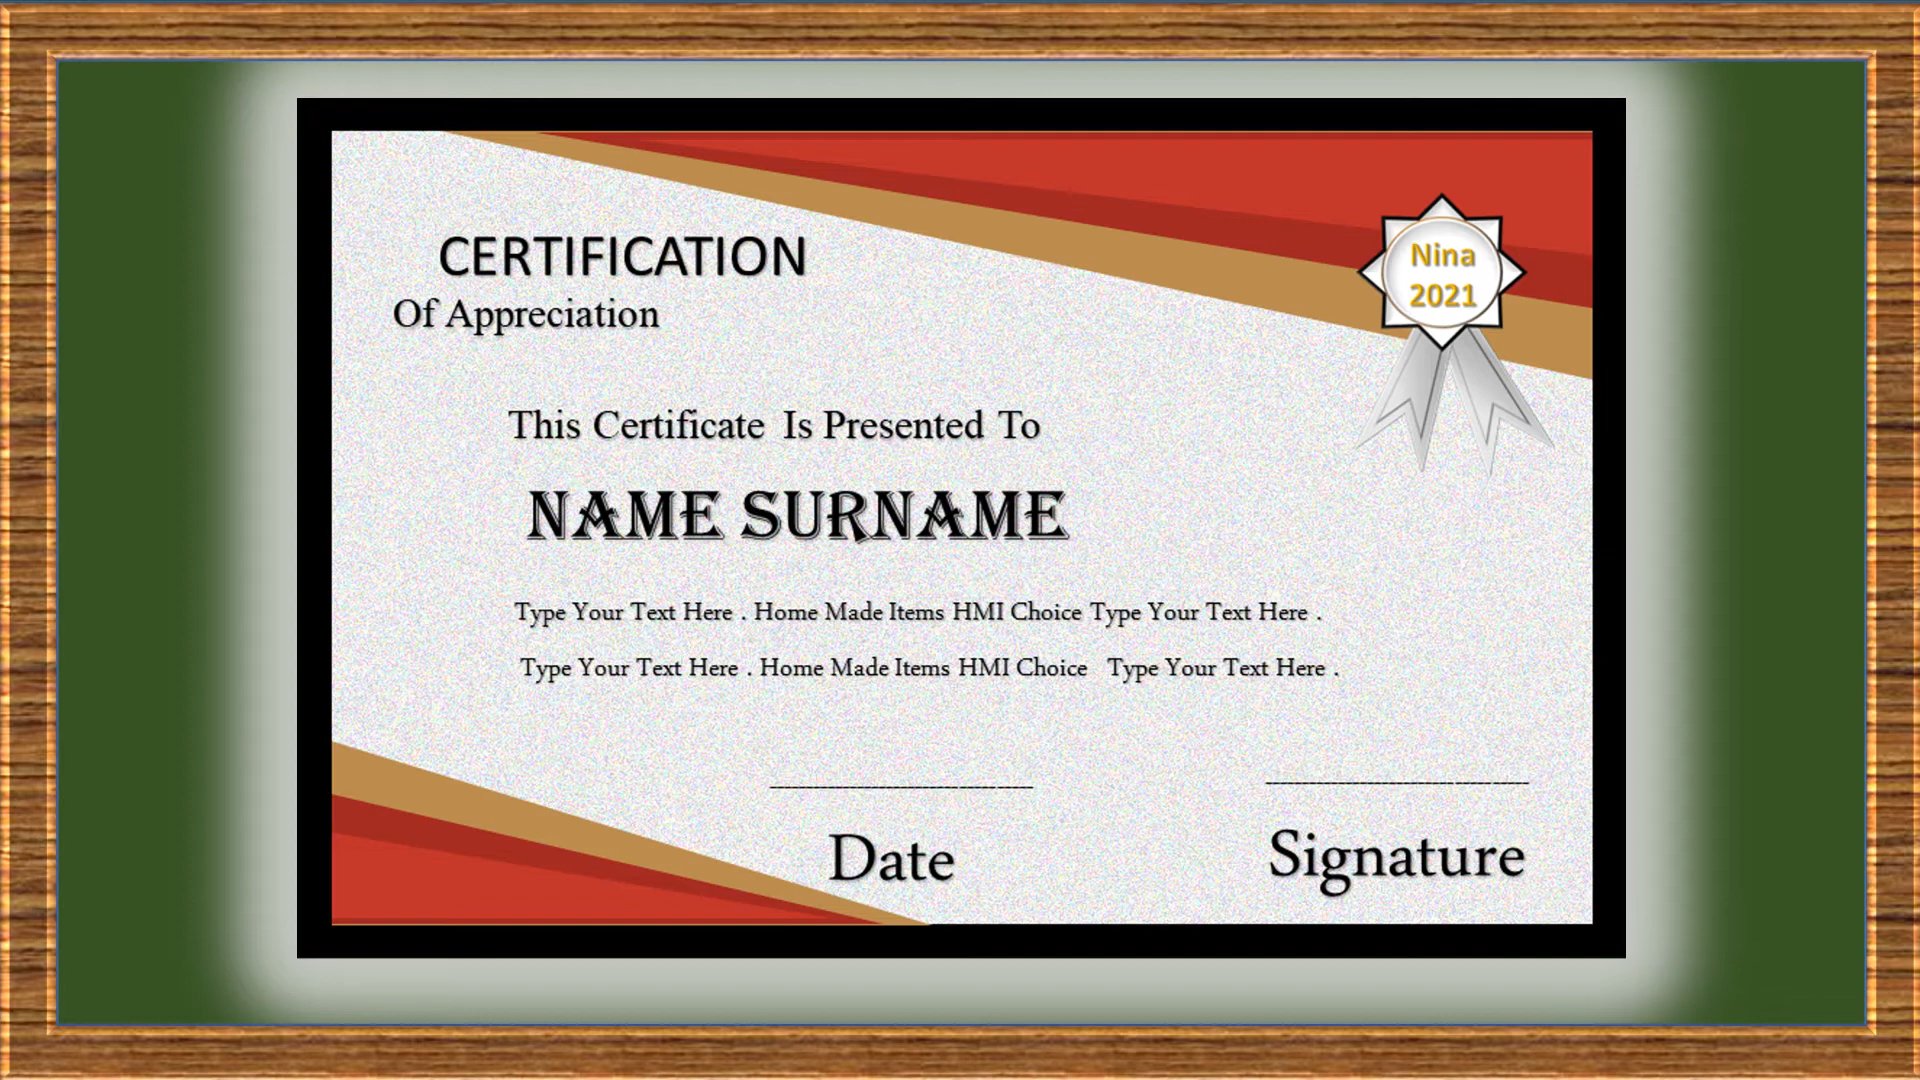 CERTIFICATION
Of Appreciation
Nina
2021
This Certificate Is Presented To
NAME SURNAME
Type Your Text Here . Home Made Items HMI Choice Type Your Text Here .
Type Your Text Here . Home Made Items HMI Choice Type Your Text Here .
Date
Signature